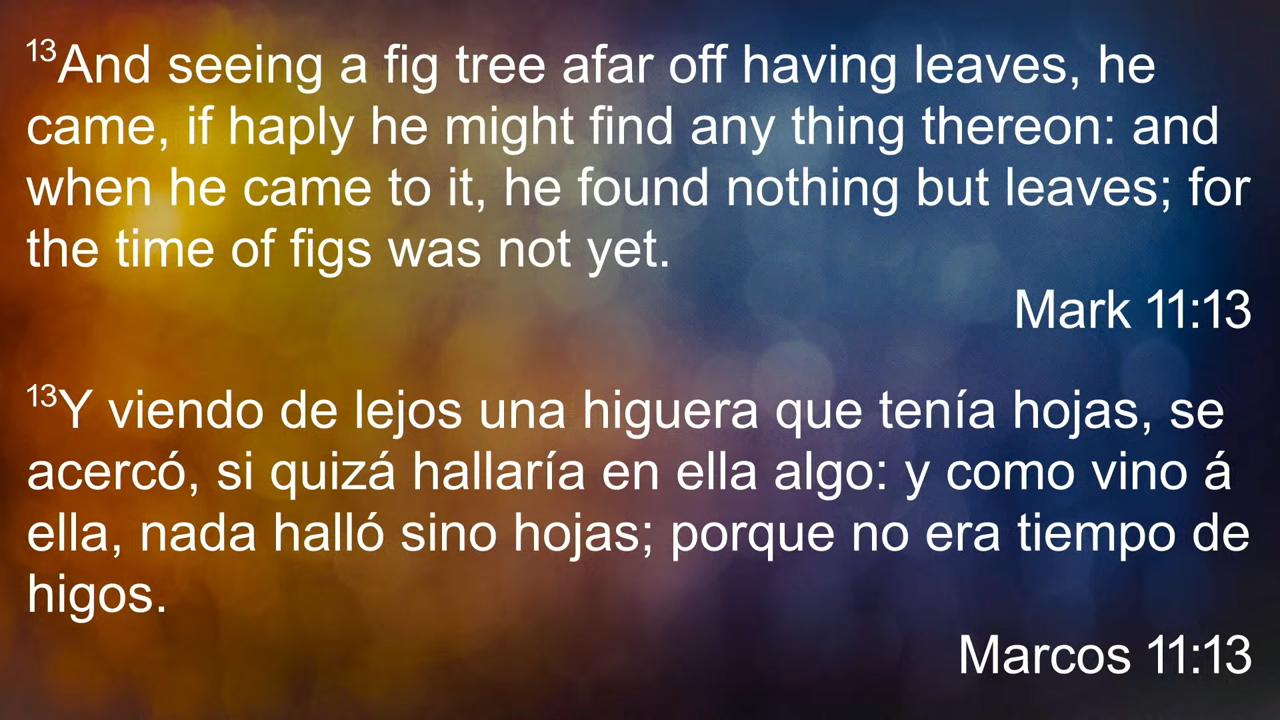 13And seeing a fig tree afar off having leaves, he
came, if haply he might find any thing thereon: and
when he came to it, he found nothing but leaves; for
the time of figs was not yet.
Mark 11:13
13Y viendo de lejos una higuera que tenía hojas, se
acercó, si quizá hallaría en ella algo: y como vino á
ella, nada halló sino hojas; porque no era tiempo de
higos.
Marcos 11:13